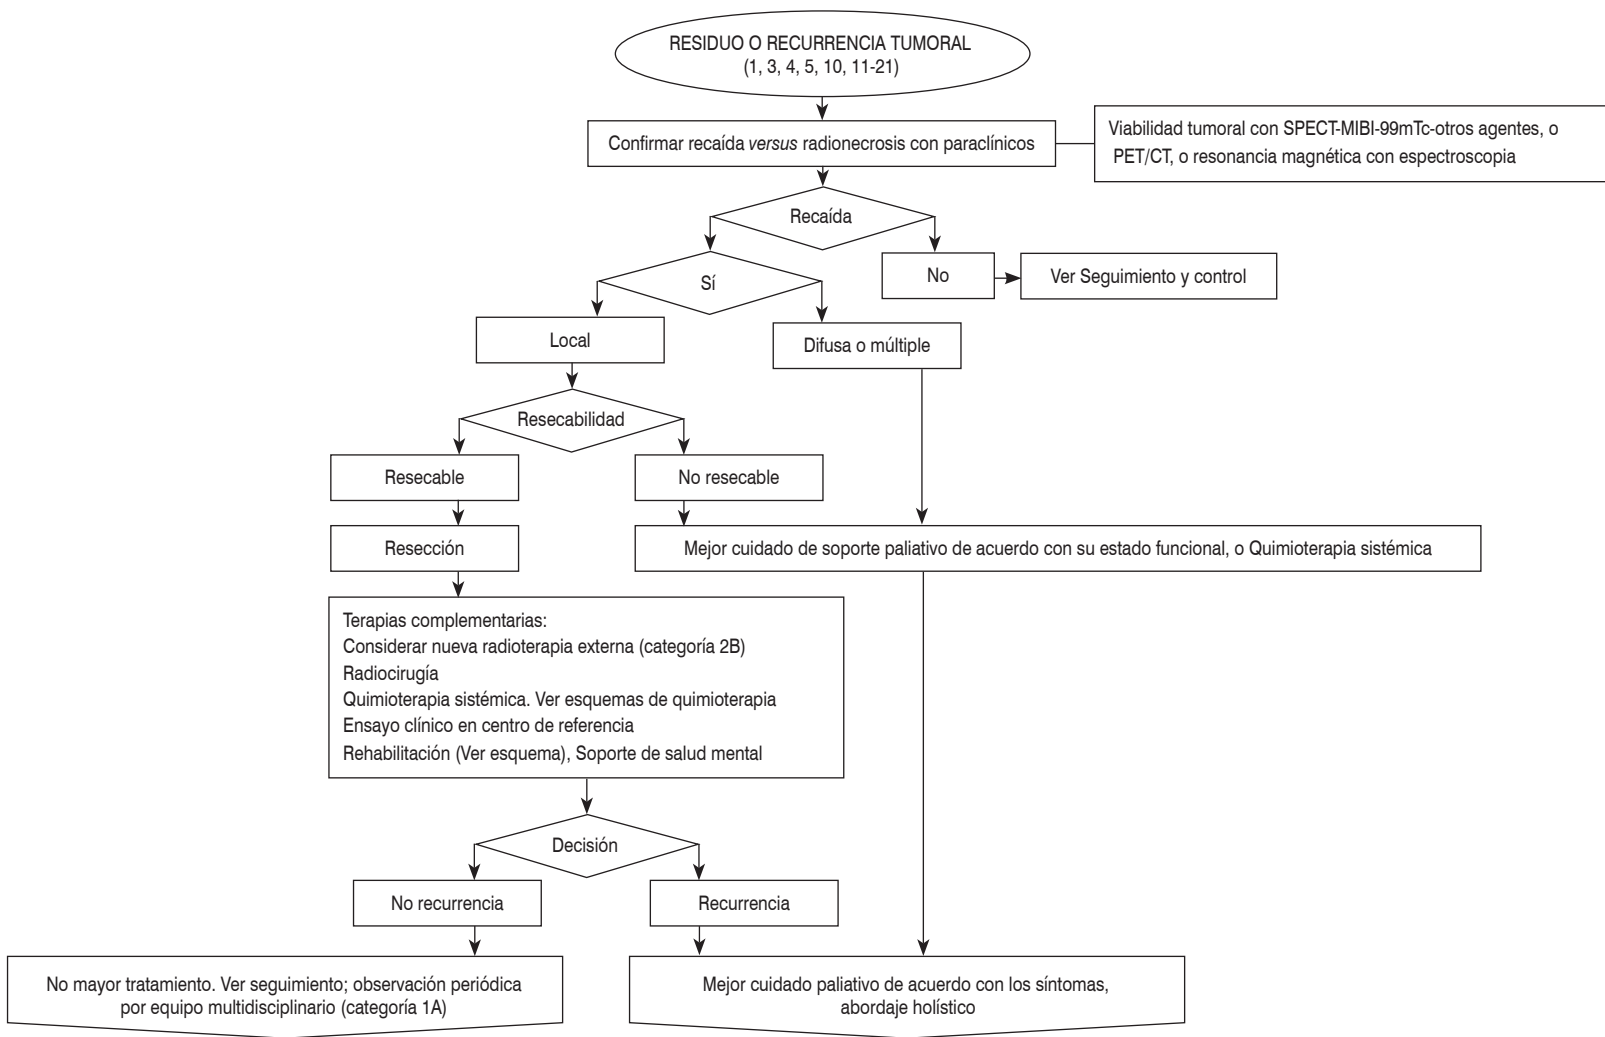 RESIDUO O RECURRENCIA TUMORAL
(1, 3, 4, 5, 10, 11-21)
Confirmar recaída versus radionecrosis con paraclínicos
Viabilidad tumoral con SPECT-MIBI-99mTc-otros agentes, o
PET/CT, o resonancia magnética con espectroscopia
Recaída
Sí
No
Ver Seguimiento y control
Local
Difusa o múltiple
Resecabilidad
Resecable
No resecable
Resección
Mejor cuidado de soporte paliativo de acuerdo con su estado funcional, o Quimioterapia sistémica
Terapias complementarias:
Considerar nueva radioterapia externa (categoría 2B)
Radiocirugía
Quimioterapia sistémica. Ver esquemas de quimioterapia
Ensayo clínico en centro de referencia
Rehabilitación (Ver esquema), Soporte de salud mental
Decisión
No recurrencia
Recurrencia
No mayor tratamiento. Ver seguimiento; observación periódica
por equipo multidisciplinario (categoría 1A)
Mejor cuidado paliativo de acuerdo con los síntomas,
abordaje holístico